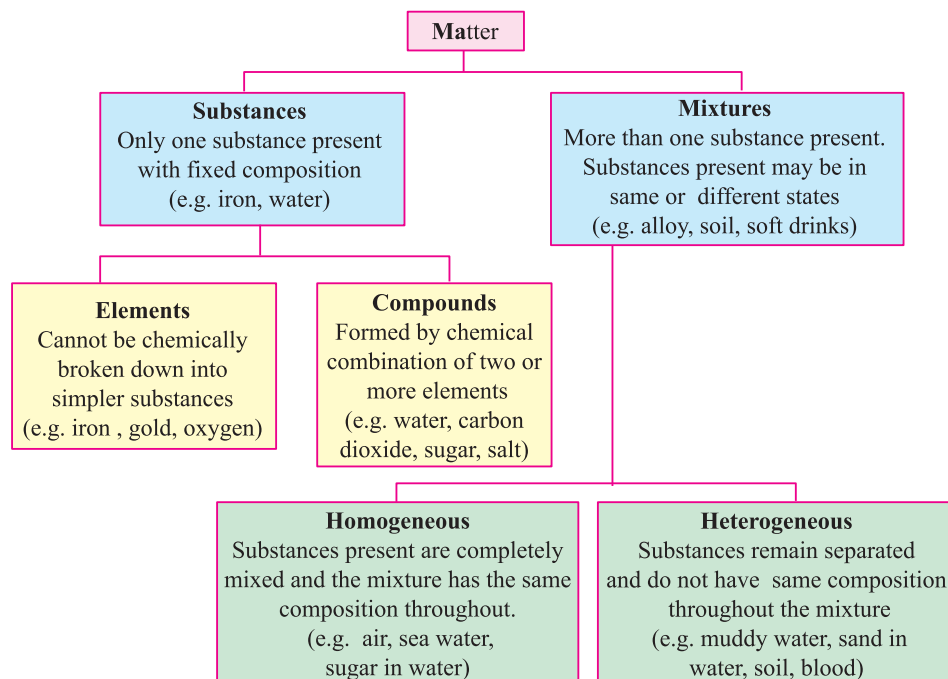 Matter
Substances
Only one substance present
with fixed composition
(e.g. iron, water)
Mixtures
More than one substance present.
Substances present may be in
same or different states
(e.g. alloy, soil, soft drinks)
Elements
Cannot be chemically
broken down into
simpler substances
(e.g. iron , gold, oxygen)
Compounds
Formed by chemical
combination of two or
more elements
(e.g. water, carbon
dioxide, sugar, salt)
Homogeneous
Substances present are completely
mixed and the mixture has the same
composition throughout.
(e.g. air, sea water,
sugar in water)
Heterogeneous
Substances remain separated
and do not have same composition
throughout the mixture
(e.g. muddy water, sand in
water, soil, blood)